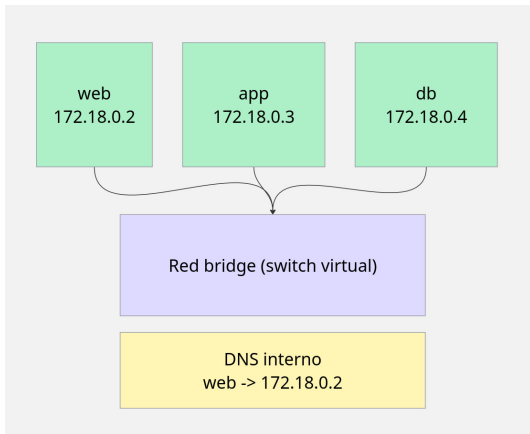 web
172.18.0.2
app
172.18.0.3
db
172.18.0.4
Red bridge (switch virtual)
DNS interno
web -> 172.18.0.2